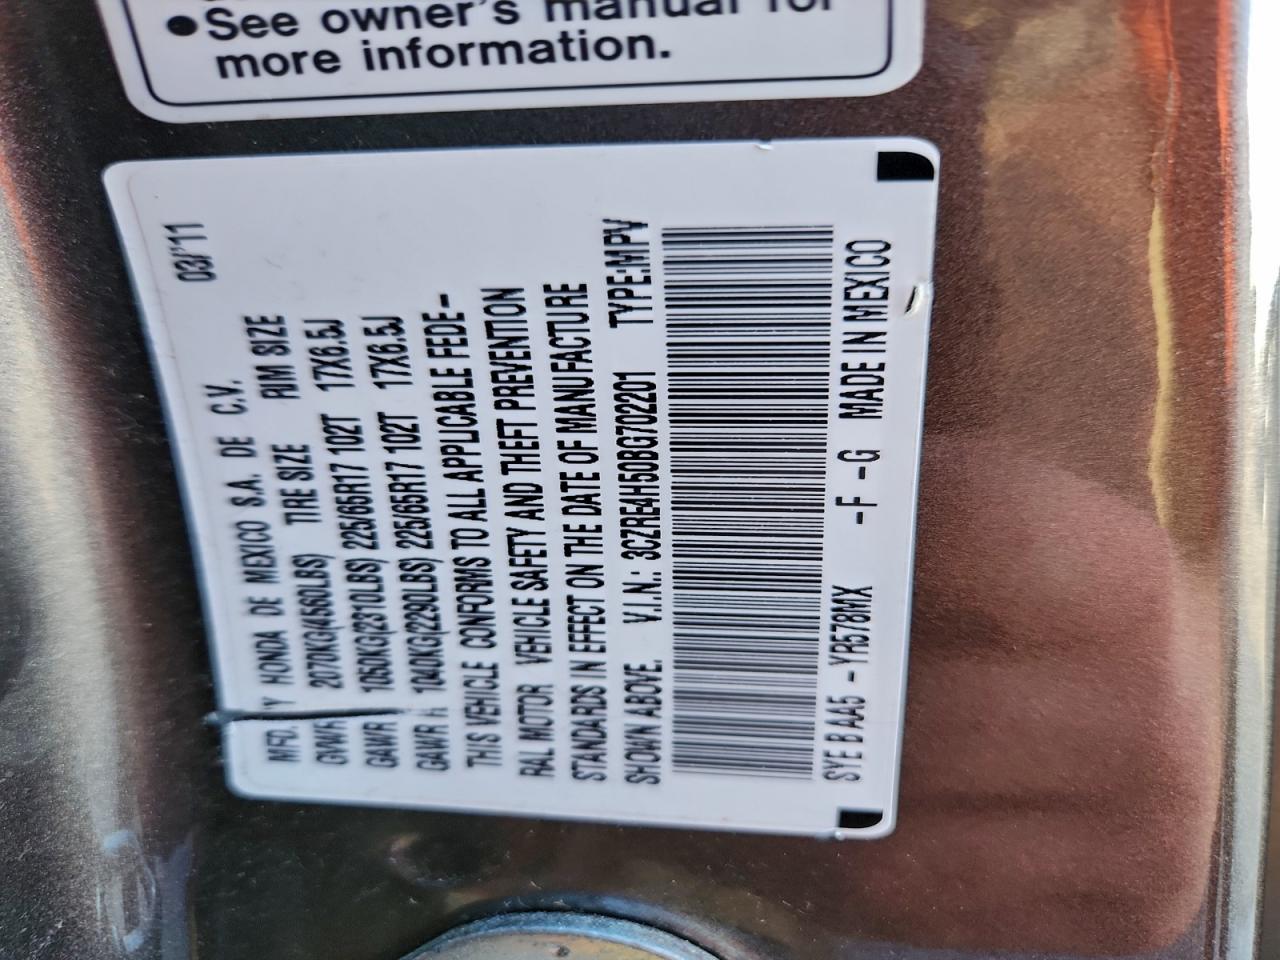 ●See owner's manual for
more information.
03/'11
MFD. Y HONDA DE MEXICO S.A. DE C.V.
GVWR 2070KG(4560LBS) TIRE SIZE RIM SIZE
GAWR 1050KG(2310LBS) 225/65R17 102T 17X6.5J
GAWR R 1040KG(2290LBS) 225/65R17 102T 17X6.5J
THIS VEHICLE CONFORMS TO ALL APPLICABLE FEDE-
RAL MOTOR VEHICLE SAFETY AND THEFT PREVENTION
STANDARDS IN EFFECT ON THE DATE OF MANUFACTURE
SHOWN ABOVE. V.I.N.: 3CZRE4H50BG702201 TYPE:MPV
SYE BAA5 -YR578MX -F -G MADE IN MEXICO